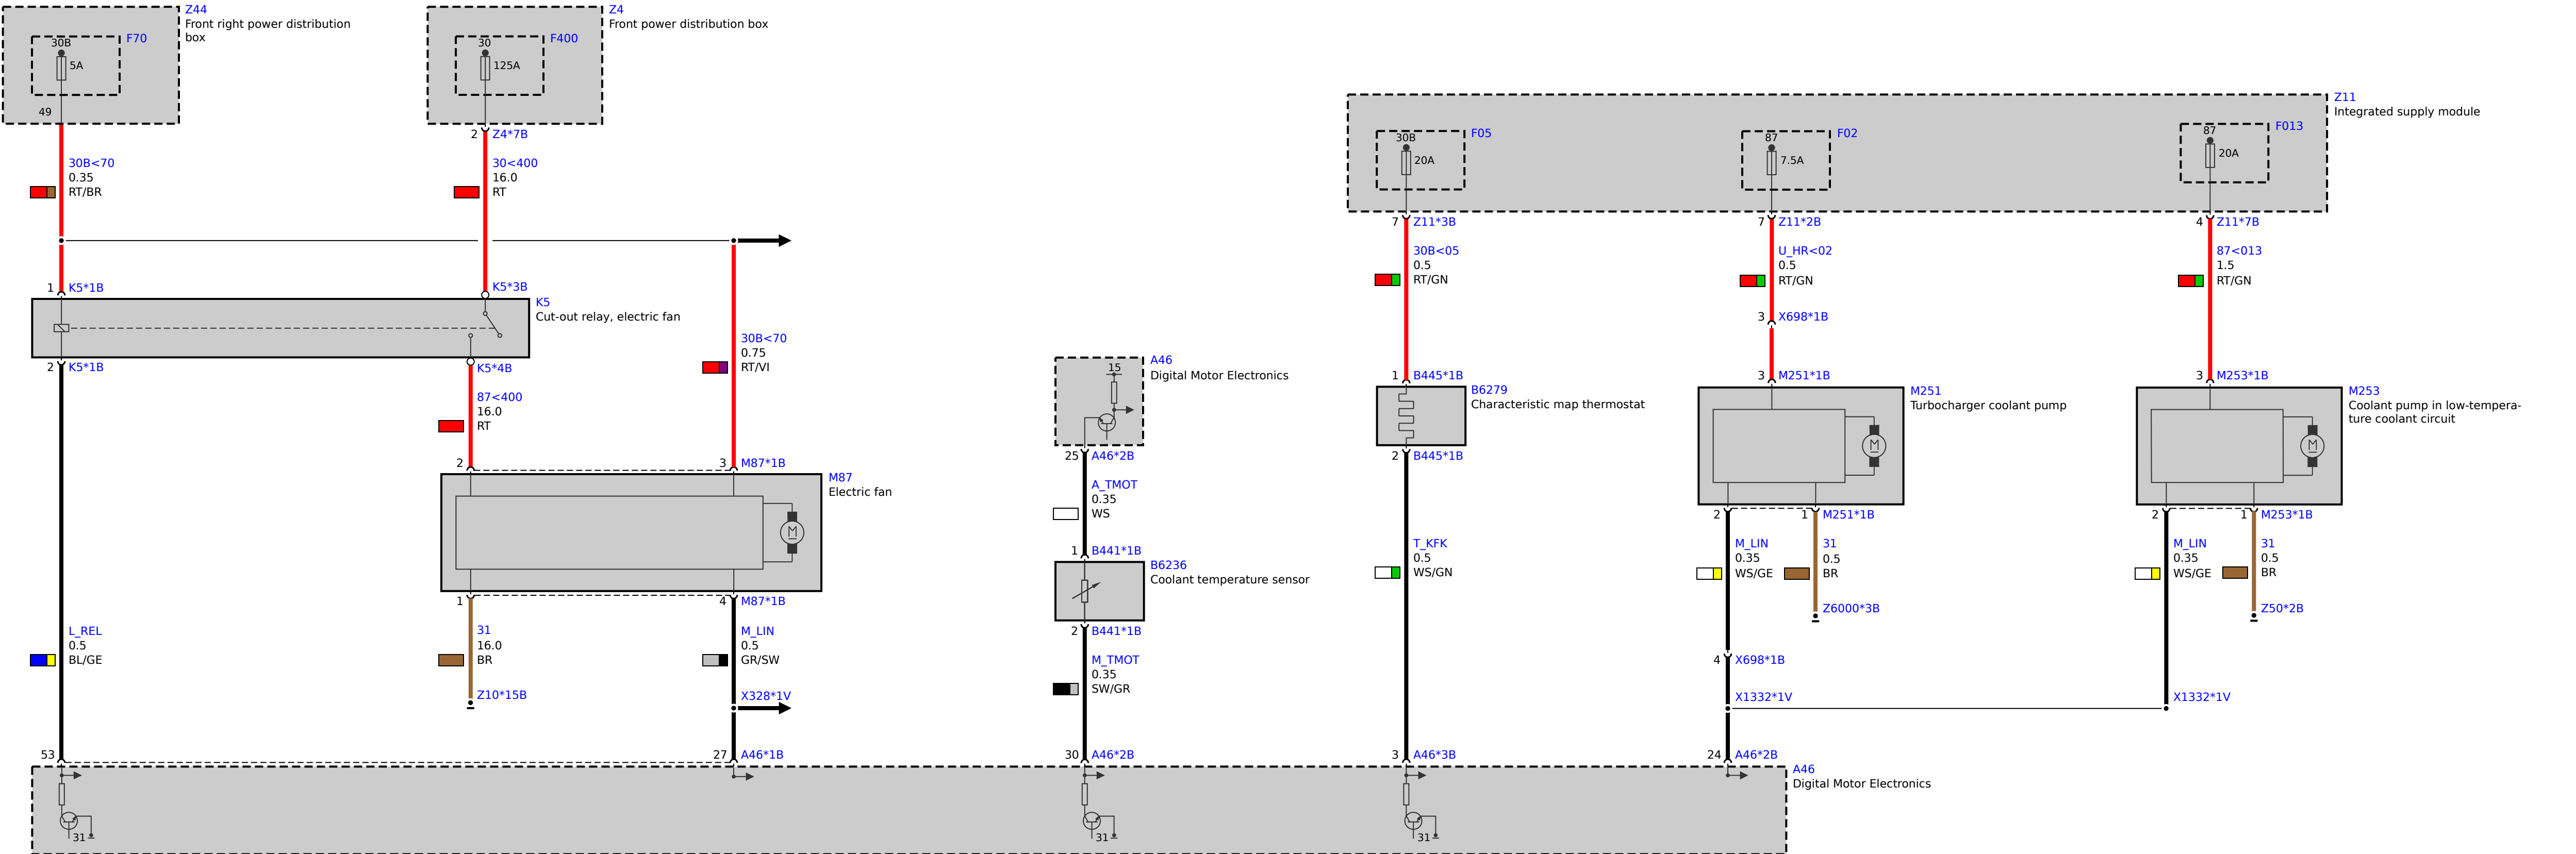 Z44
Front right power distribution
box
F70
30B
5A
49
30B<70
0.35
RT/BR
Z4
Front power distribution box
F400
30
125A
2 Z4*7B
30<400
16.0
RT
1 K5*1B
K5*3B
K5
Cut-out relay, electric fan
2 K5*1B
K5*4B
87<400
16.0
RT
30B<70
0.75
RT/VI
2
3 M87*1B
M87
Electric fan
M
1
4 M87*1B
L_REL
0.5
BL/GE
31
16.0
BR
Z10*15B
M_LIN
0.5
GR/SW
X328*1V
53
27 A46*1B
A46
Digital Motor Electronics
15
25 A46*2B
A_TMOT
0.35
WS
1 B441*1B
B6236
Coolant temperature sensor
2 B441*1B
M_TMOT
0.35
SW/GR
30 A46*2B
Z11
Integrated supply module
30B
F05
20A
87
F02
7.5A
87
F013
20A
7 Z11*3B
7 Z11*2B
4 Z11*7B
30B<05
0.5
RT/GN
U_HR<02
0.5
RT/GN
87<013
1.5
RT/GN
3 X698*1B
1 B445*1B
3 M251*1B
3 M253*1B
B6279
Characteristic map thermostat
M251
Turbocharger coolant pump
M
M253
Coolant pump in low-tempera-
ture coolant circuit
M
2 B445*1B
2
1 M251*1B
2
1 M253*1B
T_KFK
0.5
WS/GN
M_LIN
0.35
WS/GE
31
0.5
BR
Z6000*3B
M_LIN
0.35
WS/GE
31
0.5
BR
Z50*2B
4 X698*1B
X1332*1V
X1332*1V
3 A46*3B
24 A46*2B
A46
Digital Motor Electronics
31
31
31